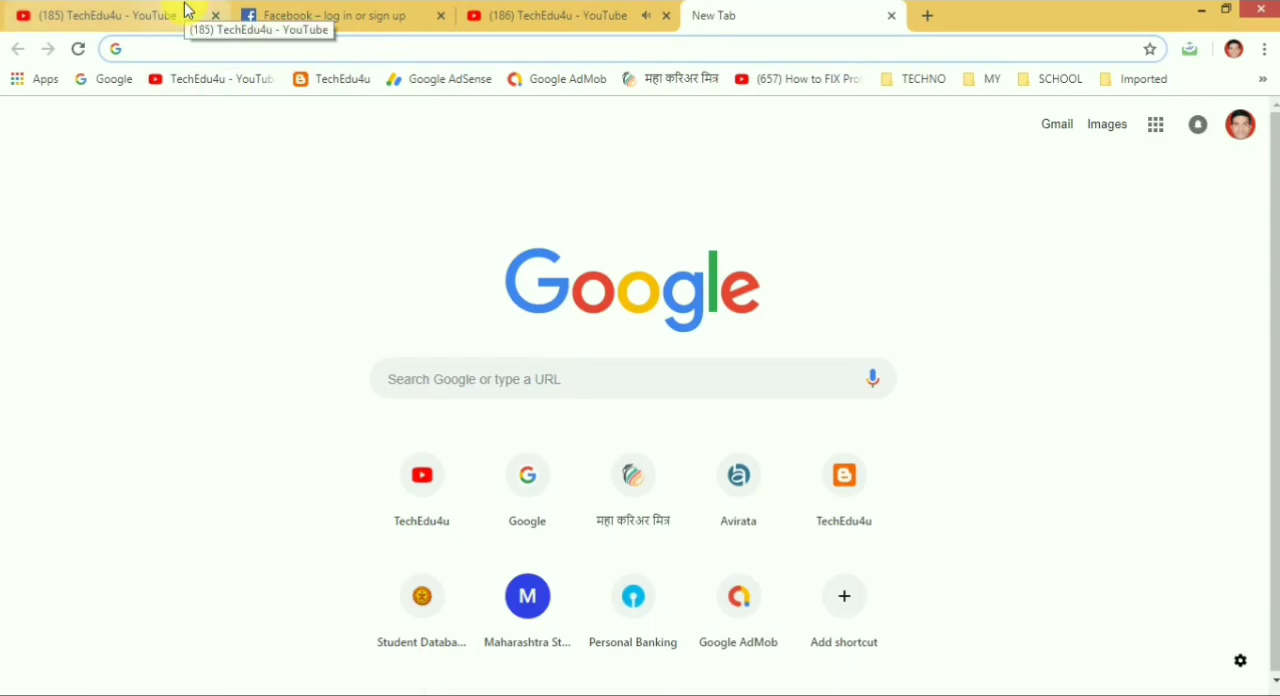 (185) TechEdu4u - YouTube
Facebook – log in or sign up
(186) TechEdu4u - YouTube
New Tab
(185) TechEdu4u - YouTube
Apps
Google
TechEdu4u - YouTub
TechEdu4u
Google AdSense
Google AdMob
महा करिअर मित्र
(657) How to FIX Pro
TECHNO
MY
SCHOOL
Imported
»
Gmail
Images
Google
Search Google or type a URL
TechEdu4u
Google
महा करिअर मित्र
Avirata
TechEdu4u
M
Student Databa...
Maharashtra St...
Personal Banking
Google AdMob
Add shortcut